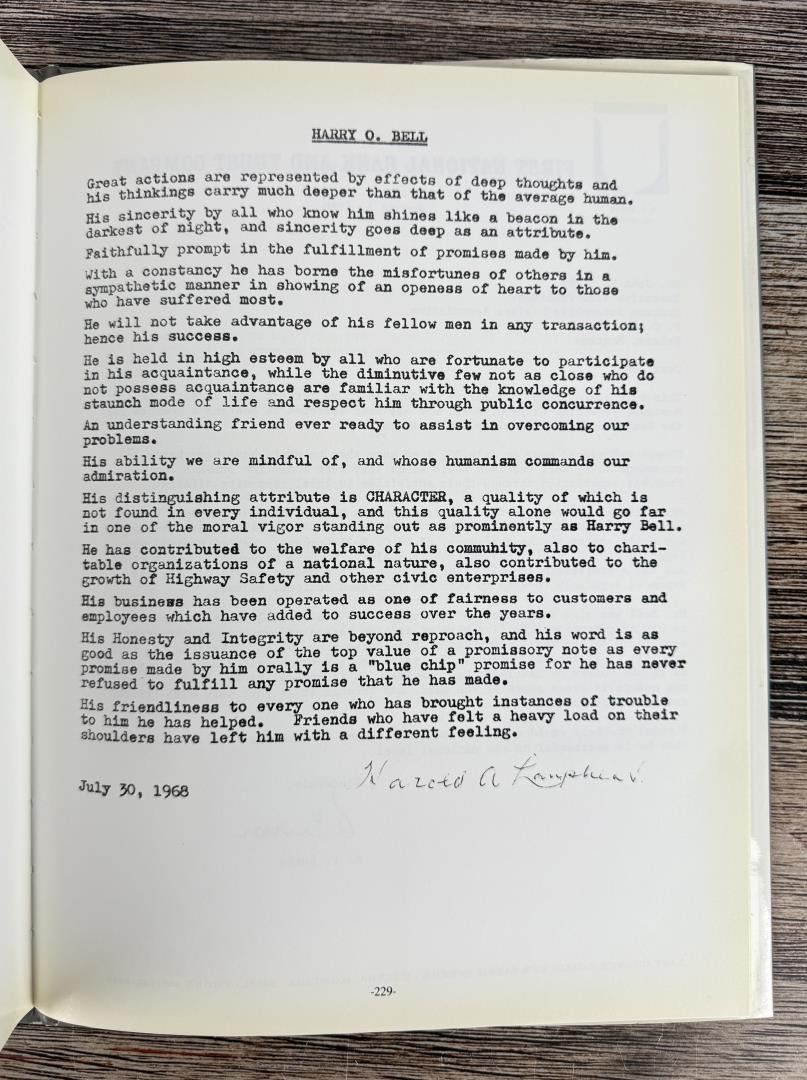 HARRY O. BELL
Great actions are represented by effects of deep thoughts and
his thinkings carry much deeper than that of the average human.
His sincerity by all who know him shines like a beacon in the
darkest of night, and sincerity goes deep as an attribute.
Faithfully prompt in the fulfillment of promises made by him.
With a constancy he has borne the misfortunes of others in a
sympathetic manner in showing of an openess of heart to those
who have suffered most.
He will not take advantage of his fellow men in any transaction;
hence his success.
He is held in high esteem by all who are fortunate to participate
in his acquaintance, while the diminutive few not as close who do
not possess acquaintance are familiar with the knowledge of his
staunch mode of life and respect him through public concurrence.
An understanding friend ever ready to assist in overcoming our
problems.
His ability we are mindful of, and whose humanism commands our
admiration.
His distinguishing attribute is CHARACTER, a quality of which is
not found in every individual, and this quality alone would go far
in one of the moral vigor standing out as prominently as Harry Bell.
He has contributed to the welfare of his community, also to chari-
table organizations of a national nature, also contributed to the
growth of Highway Safety and other civic enterprises.
His business has been operated as one of fairness to customers and
employees which have added to success over the years.
His Honesty and Integrity are beyond reproach, and his word is as
good as the issuance of the top value of a promissory note as every
promise made by him orally is a "blue chip" promise for he has never
refused to fulfill any promise that he has made.
His friendliness to every one who has brought instances of trouble
to him he has helped. Friends who have felt a heavy load on their
shoulders have left him with a different feeling.
Harold A
July 30, 1968
-229-